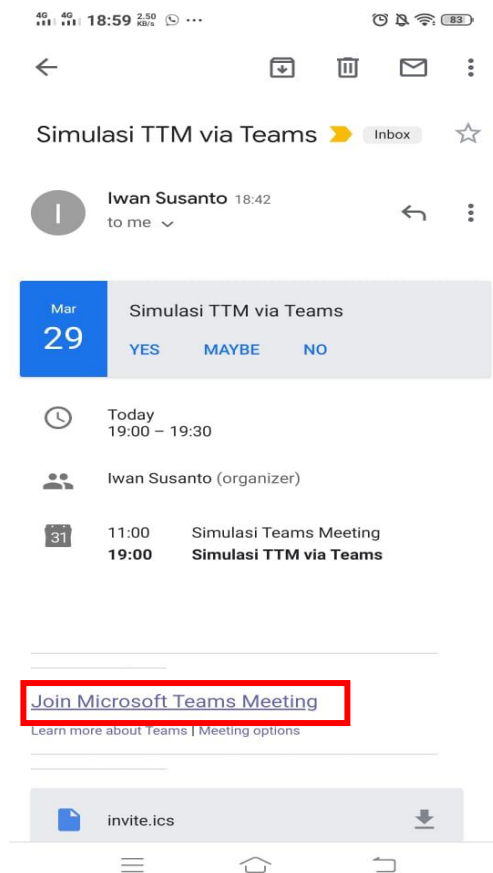 4G 4G 18:59 2.50 KB/s ··· 83
Simulasi TTM via Teams Inbox
I
Iwan Susanto 18:42
to me
Mar
29
Simulasi TTM via Teams
YES MAYBE NO
Today
19:00 – 19:30
Iwan Susanto (organizer)
31
11:00 Simulasi Teams Meeting
19:00 Simulasi TTM via Teams
Join Microsoft Teams Meeting
Learn more about Teams | Meeting options
invite.ics